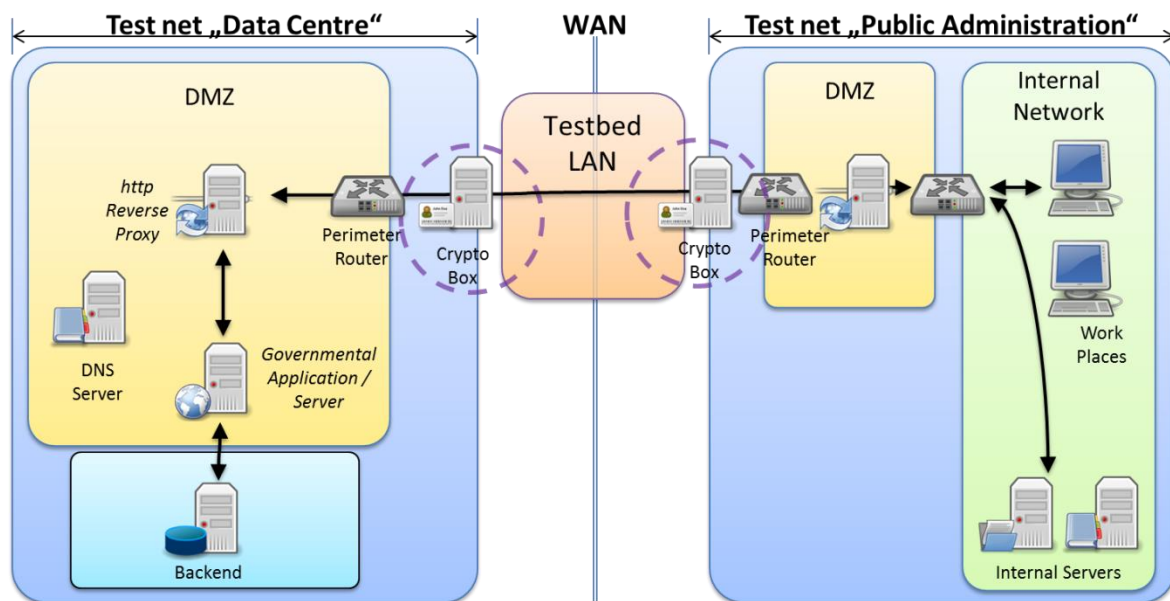 Test net „Data Centre“
WAN
Test net „Public Administration“
DMZ
http
Reverse
Proxy
Perimeter
Router
Crypto
Box
DNS
Server
Governmental
Application /
Server
Backend
Testbed
LAN
Crypto
Box
DMZ
Perimeter
Router
Internal
Network
Work
Places
Internal Servers